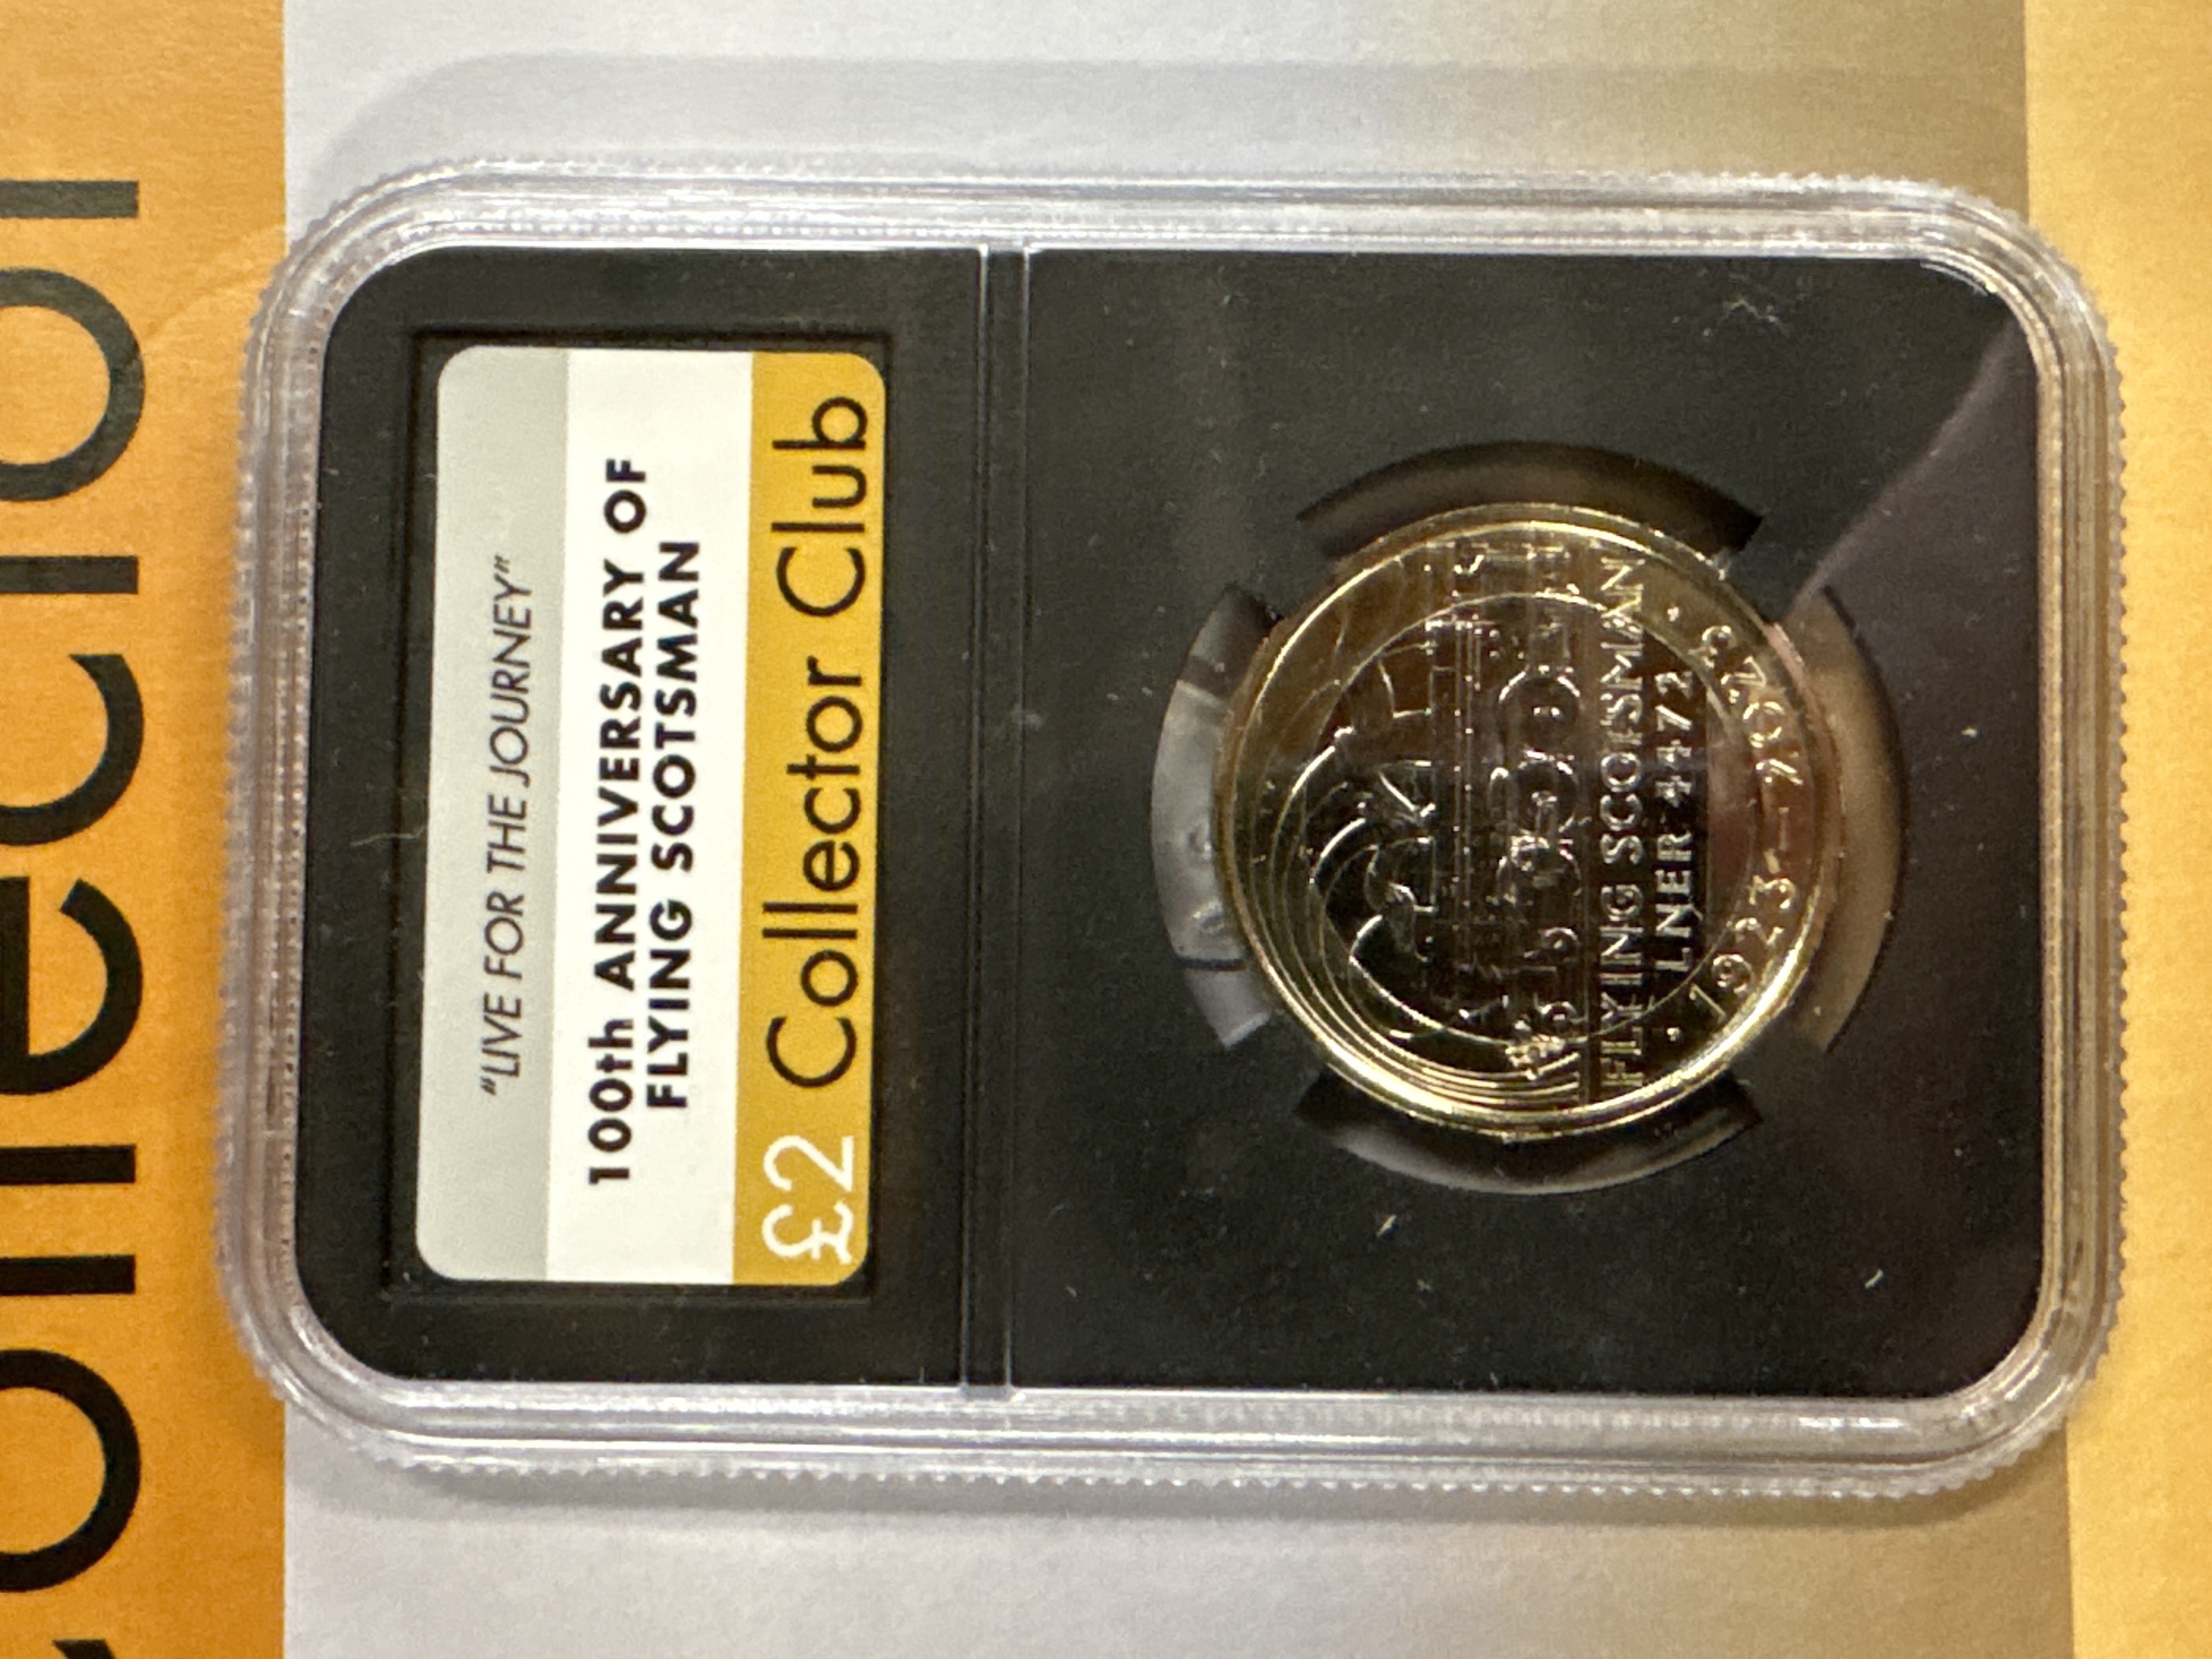 £2 Collector Club
100th ANNIVERSARY OF
FLYING SCOTSMAN
"LIVE FOR THE JOURNEY"
FLYING SCOTSMAN
LNER 4472
· 1923 – 2023 ·